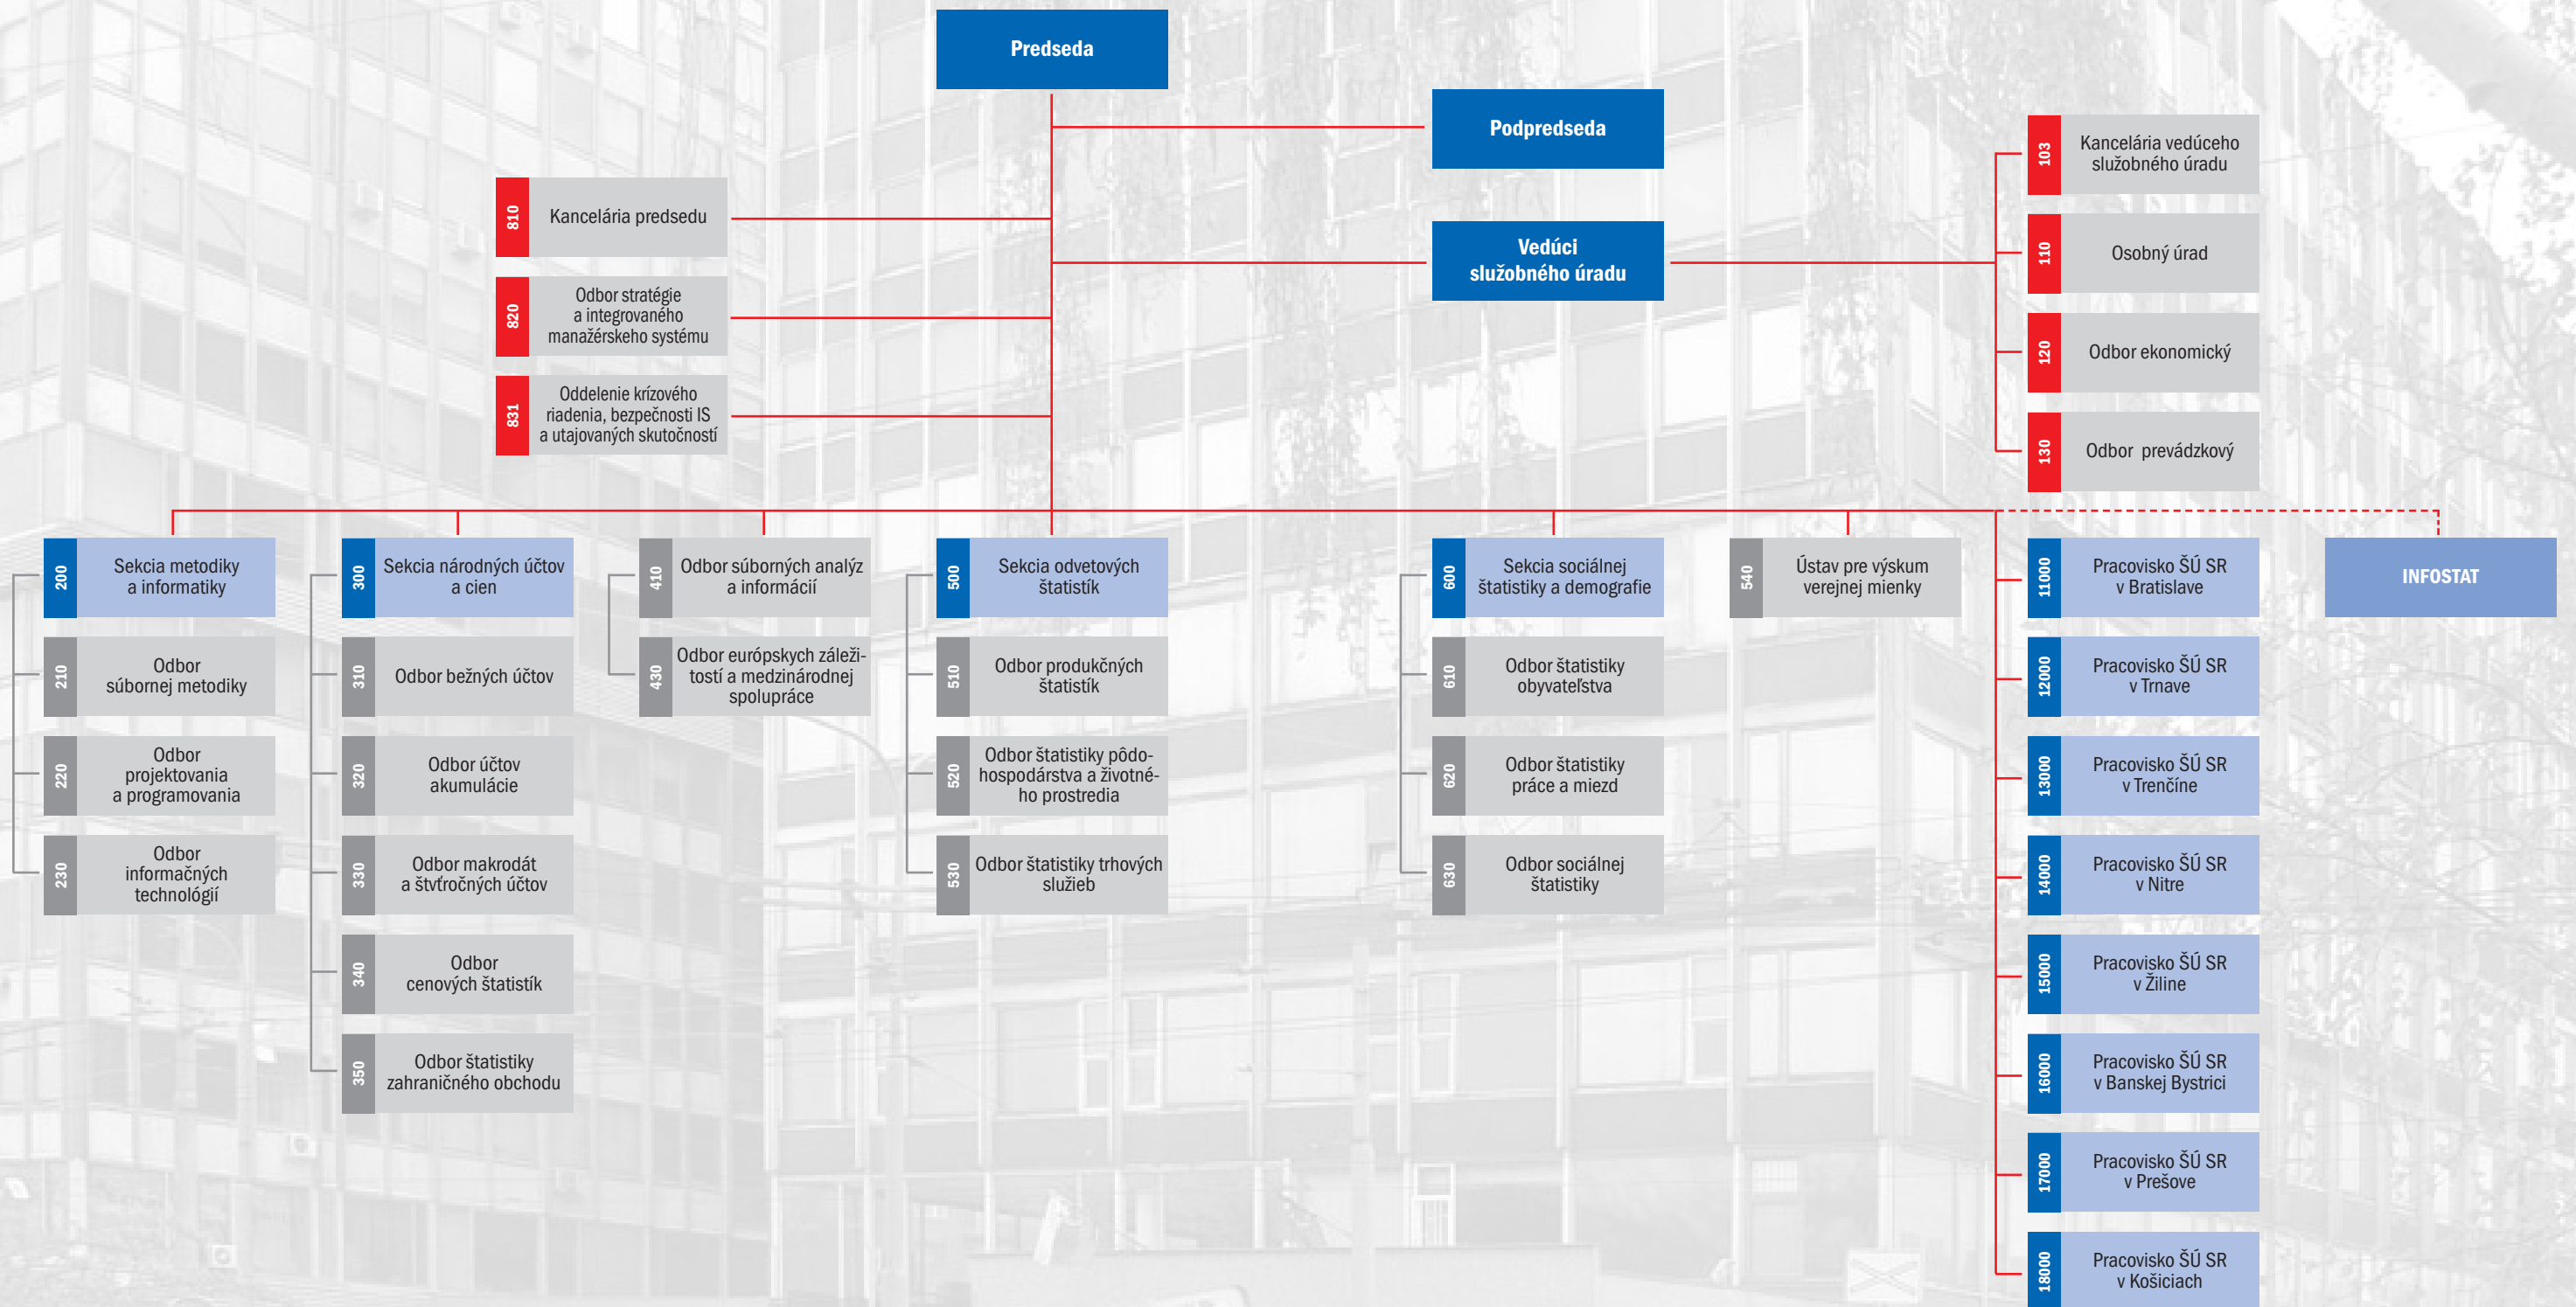 Predseda
Podpredseda
Vedúci
služobného úradu
103
Kancelária vedúceho
služobného úradu
110
Osobný úrad
120
Odbor ekonomický
130
Odbor prevádzkový
810
Kancelária predsedu
820
Odbor stratégie
a integrovaného
manažérskeho systému
831
Oddelenie krízového
riadenia, bezpečnosti IS
a utajovaných skutočností
200
Sekcia metodiky
a informatiky
210
Odbor
súbornej metodiky
220
Odbor
projektovania
a programovania
230
Odbor
informačných
technológií
300
Sekcia národných účtov
a cien
310
Odbor bežných účtov
320
Odbor účtov
akumulácie
330
Odbor makrodát
a štvťročných účtov
340
Odbor
cenových štatistík
350
Odbor štatistiky
zahraničného obchodu
410
Odbor súborných analýz
a informácií
430
Odbor európskych záleži-
tostí a medzinárodnej
spolupráce
500
Sekcia odvetových
štatistík
510
Odbor produkčných
štatistík
520
Odbor štatistiky pôdo-
hospodárstva a životné-
ho prostredia
530
Odbor štatistiky trhových
služieb
600
Sekcia sociálnej
štatistiky a demografie
610
Odbor štatistiky
obyvateľstva
620
Odbor štatistiky
práce a miezd
630
Odbor sociálnej
štatistiky
540
Ústav pre výskum
verejnej mienky
11000
Pracovisko ŠÚ SR
v Bratislave
12000
Pracovisko ŠÚ SR
v Trnave
13000
Pracovisko ŠÚ SR
v Trenčíne
14000
Pracovisko ŠÚ SR
v Nitre
15000
Pracovisko ŠÚ SR
v Žiline
16000
Pracovisko ŠÚ SR
v Banskej Bystrici
17000
Pracovisko ŠÚ SR
v Prešove
18000
Pracovisko ŠÚ SR
v Košiciach
INFOSTAT